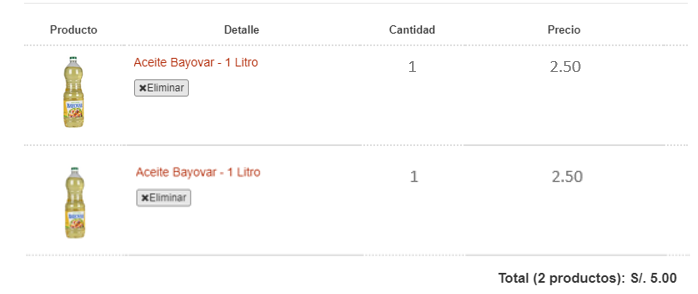 Producto Detalle Cantidad Precio
Aceite Bayovar - 1 Litro 1 2.50
✖Eliminar
Aceite Bayovar - 1 Litro 1 2.50
✖Eliminar
Total (2 productos): S/. 5.00